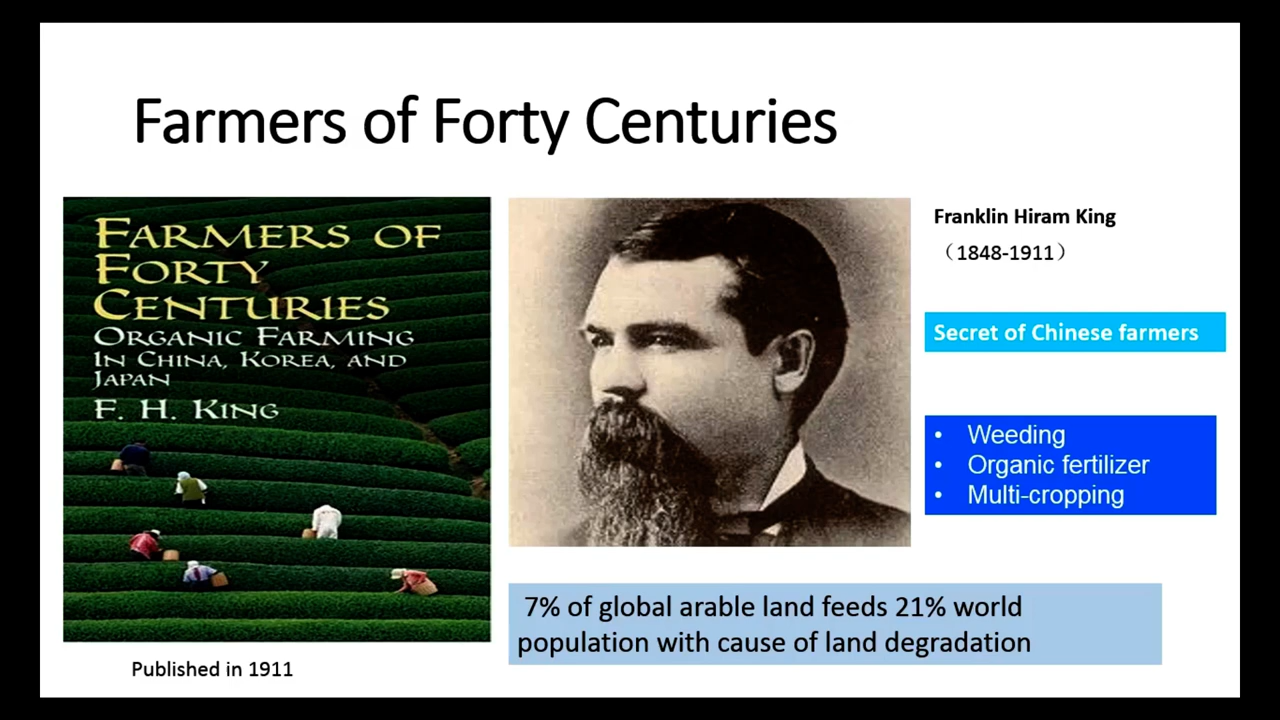 Farmers of Forty Centuries
FARMERS OF
FORTY
CENTURIES
ORGANIC FARMING
IN CHINA, KOREA, AND
JAPAN
F. H. KING
Published in 1911
Franklin Hiram King
（1848-1911）
Secret of Chinese farmers
• Weeding
• Organic fertilizer
• Multi-cropping
7% of global arable land feeds 21% world
population with cause of land degradation